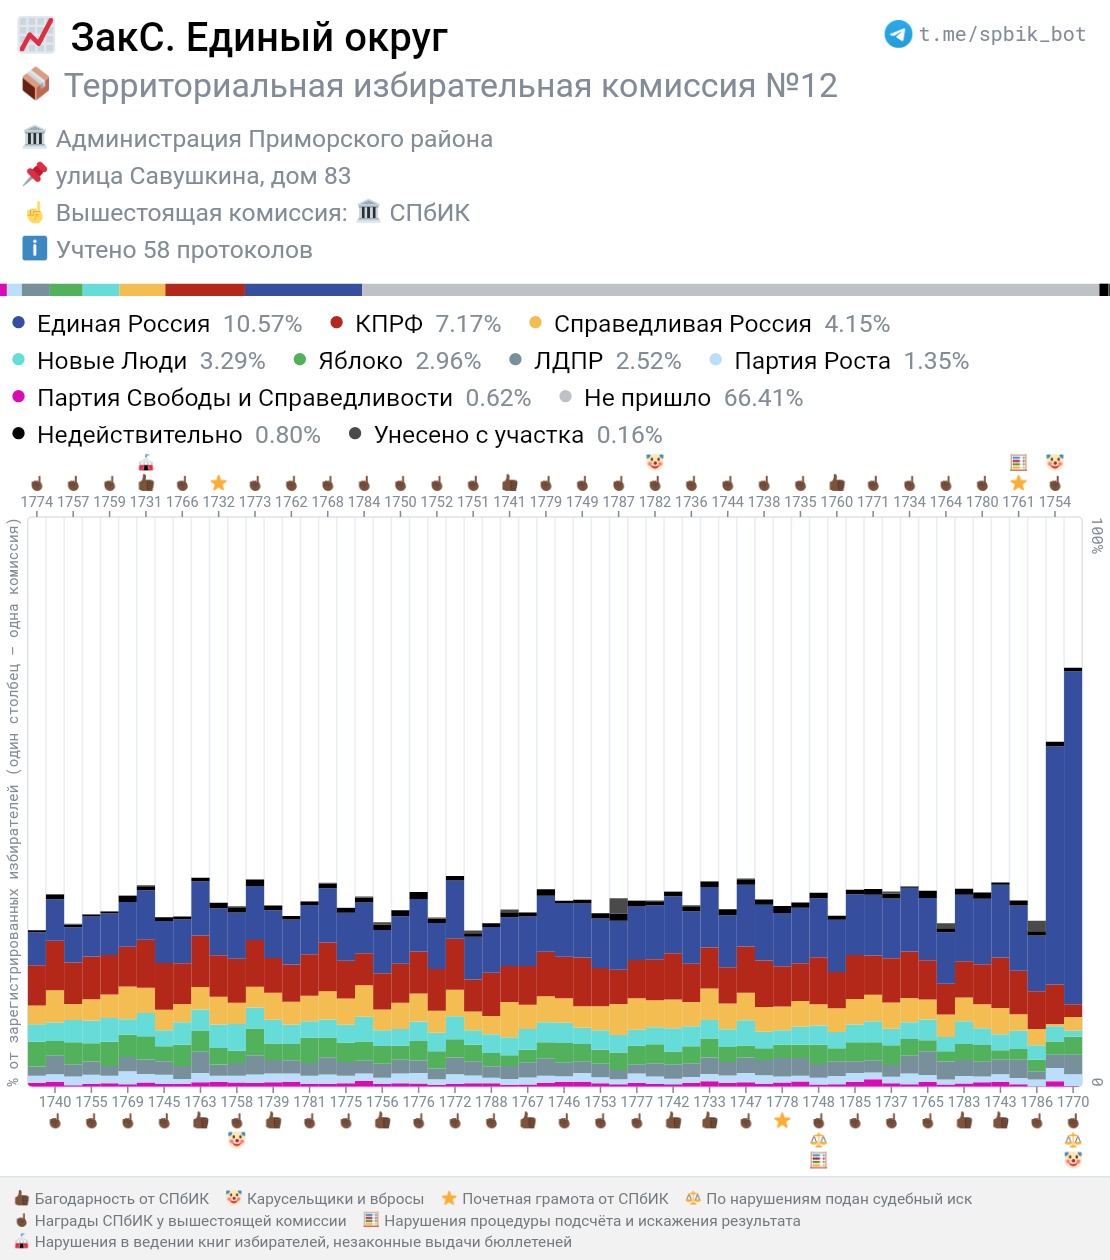 ЗакС. Единый округ
t.me/spbik_bot
Территориальная избирательная комиссия №12
Администрация Приморского района
улица Савушкина, дом 83
Вышестоящая комиссия: СПбИК
Учтено 58 протоколов
Единая Россия 10.57% КПРФ 7.17% Справедливая Россия 4.15%
Новые Люди 3.29% Яблоко 2.96% ЛДПР 2.52% Партия Роста 1.35%
Партия Свободы и Справедливости 0.62% Не пришло 66.41%
Недействительно 0.80% Унесено с участка 0.16%
1774 1757 1759 1731 1766 1732 1773 1762 1768 1784 1750 1752 1751 1741 1779 1749 1787 1782 1736 1744 1738 1735 1760 1771 1734 1764 1780 1761 1754
% от зарегистрированных избирателей (один столбец — одна комиссия)
100%
0
1740 1755 1769 1745 1763 1758 1739 1781 1775 1756 1776 1772 1788 1767 1746 1753 1777 1742 1733 1747 1778 1748 1785 1737 1765 1783 1743 1786 1770
Багодарность от СПбИК Карусельщики и вбросы Почетная грамота от СПбИК По нарушениям подан судебный иск
Награды СПбИК у вышестоящей комиссии Нарушения процедуры подсчёта и искажения результата
Нарушения в ведении книг избирателей, незаконные выдачи бюллетеней